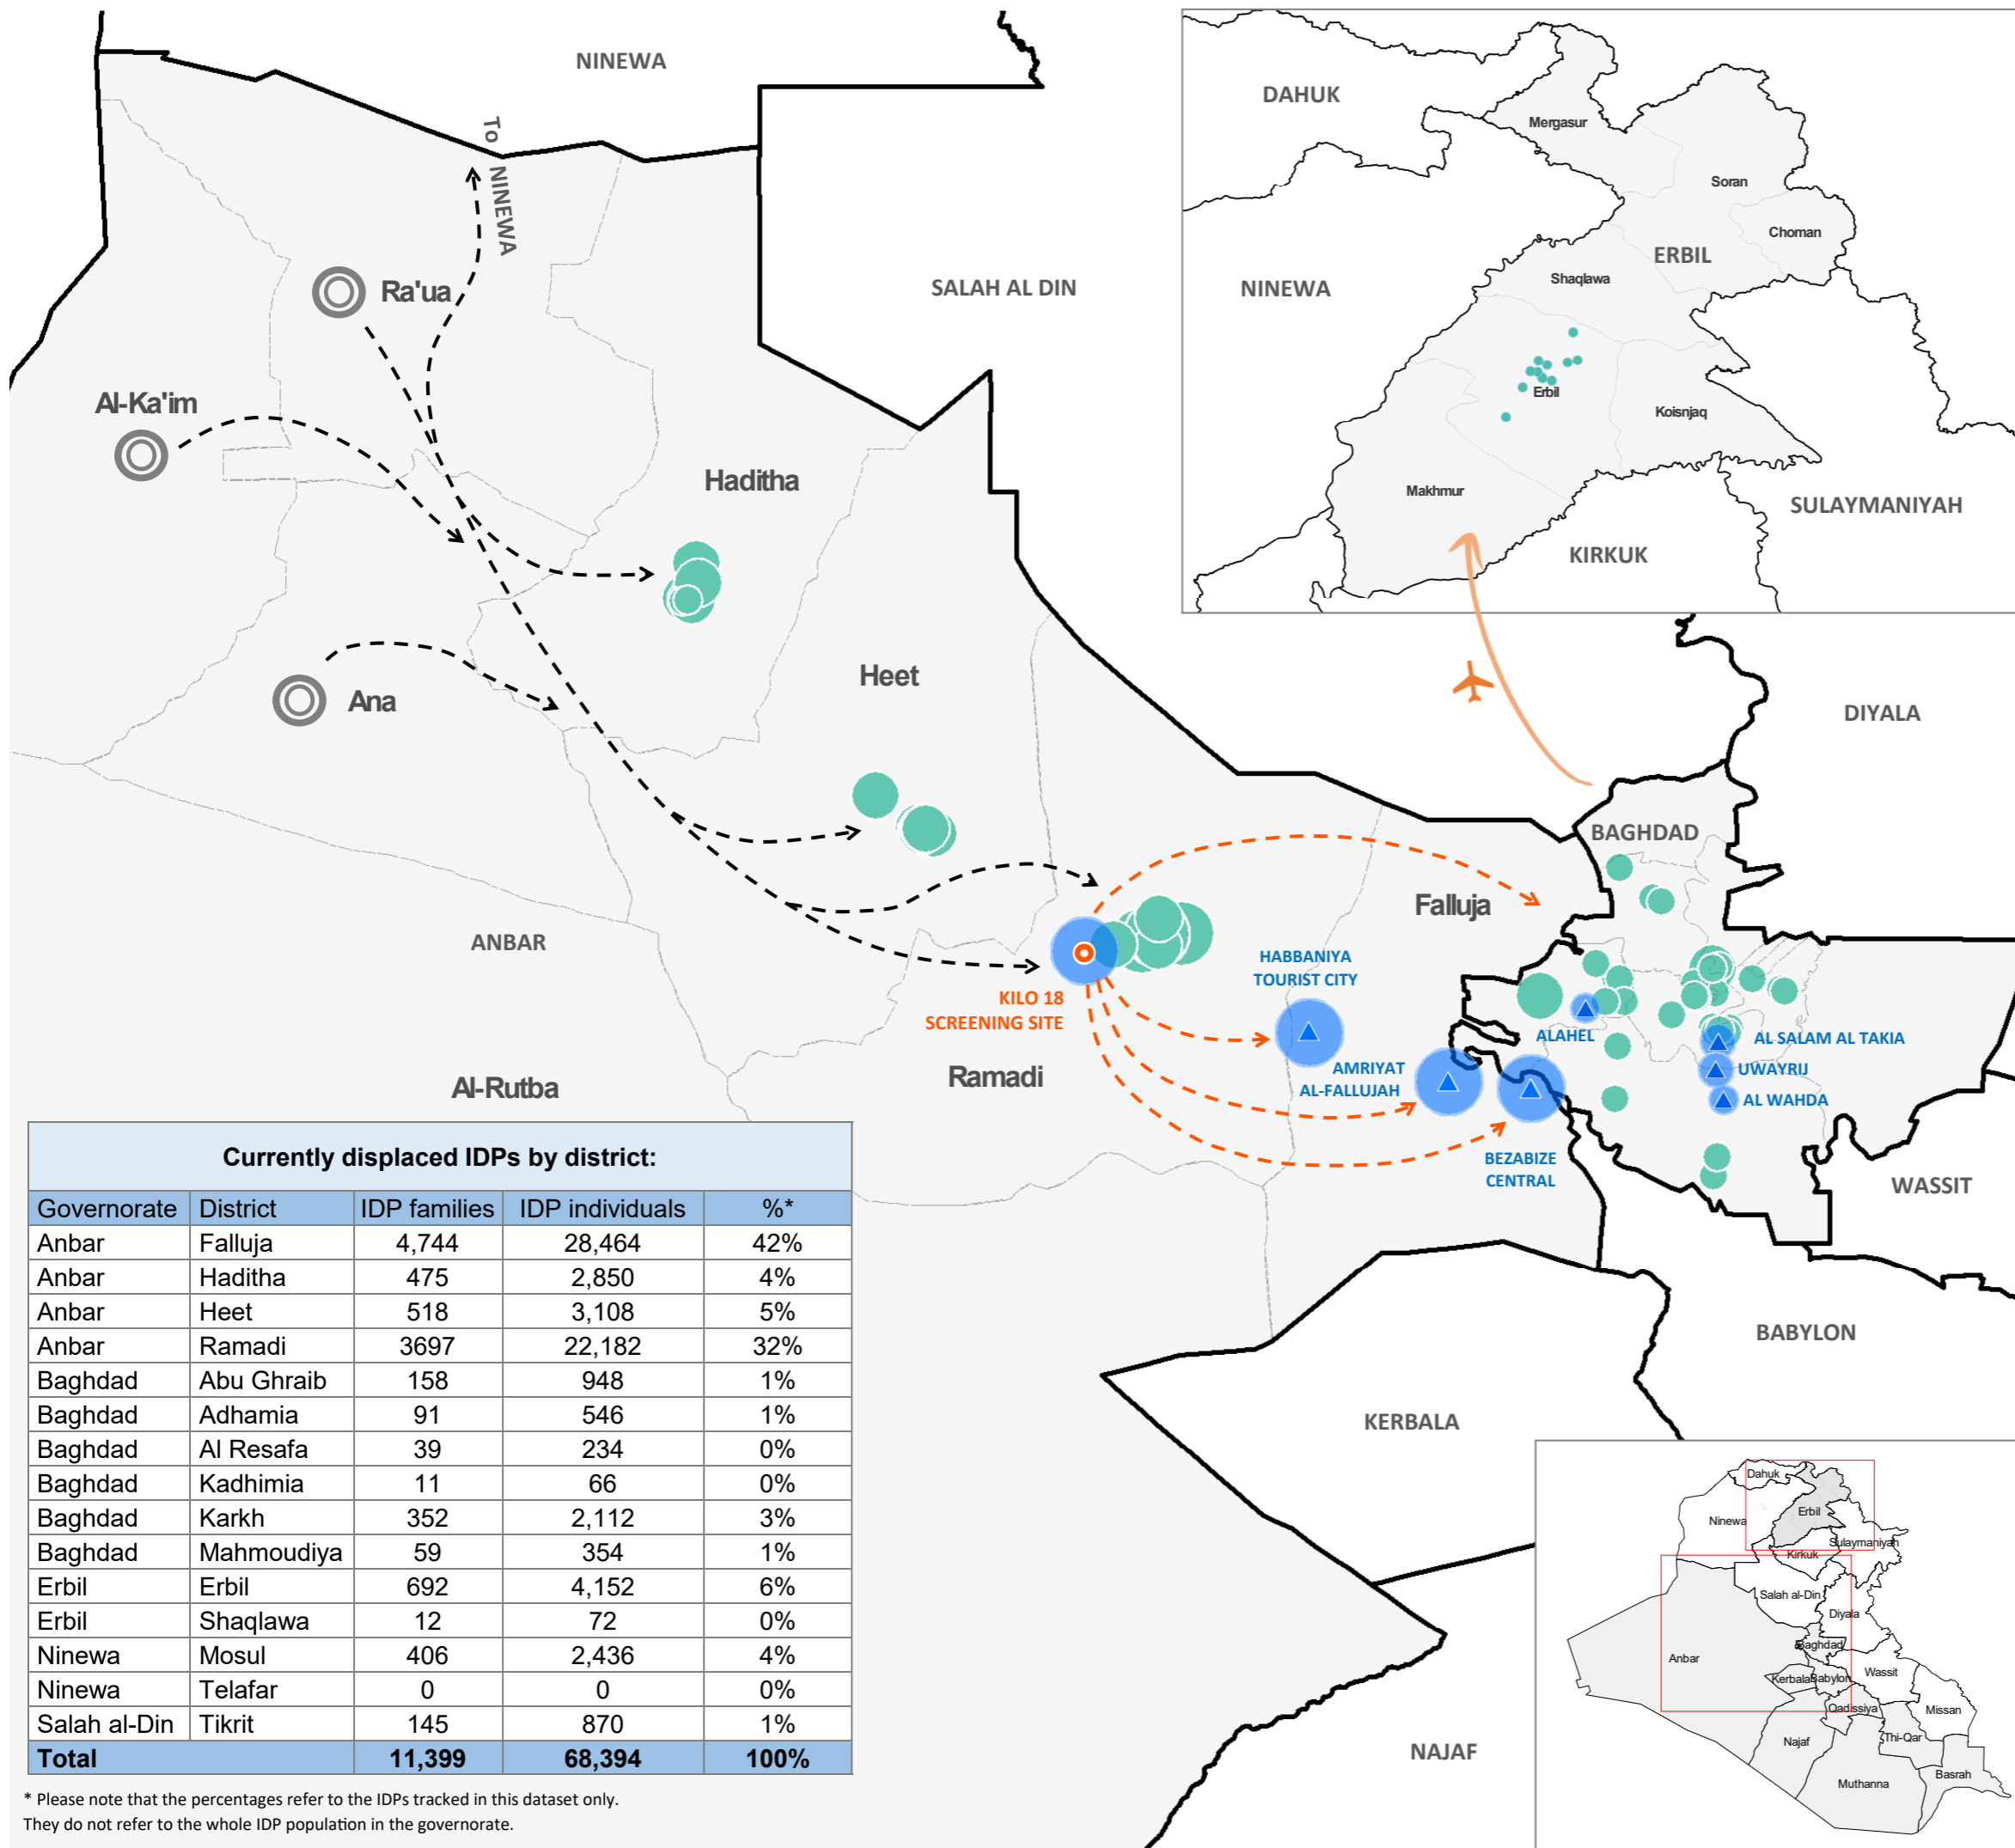 NINEWA
To NINEWA
Ra'ua
Al-Ka'im
SALAH AL DIN
Haditha
Ana
Heet
ANBAR
Al-Rutba
Ramadi
Falluja
KILO 18
SCREENING SITE
HABBANIYA
TOURIST CITY
AMRIYAT
AL-FALLUJAH
BEZABIZE
CENTRAL
BAGHDAD
ALAHEL
AL SALAM AL TAKIA
UWAYRIJ
AL WAHDA
DIYALA
WASSIT
BABYLON
KERBALA
NAJAF
DAHUK
Mergasur
Soran
Choman
ERBIL
Shaqlawa
NINEWA
Erbil
Koisnjaq
Makhmur
SULAYMANIYAH
KIRKUK
Currently displaced IDPs by district:
Governorate District IDP families IDP individuals %*
Anbar Falluja 4,744 28,464 42%
Anbar Haditha 475 2,850 4%
Anbar Heet 518 3,108 5%
Anbar Ramadi 3697 22,182 32%
Baghdad Abu Ghraib 158 948 1%
Baghdad Adhamia 91 546 1%
Baghdad Al Resafa 39 234 0%
Baghdad Kadhimia 11 66 0%
Baghdad Karkh 352 2,112 3%
Baghdad Mahmoudiya 59 354 1%
Erbil Erbil 692 4,152 6%
Erbil Shaqlawa 12 72 0%
Ninewa Mosul 406 2,436 4%
Ninewa Telafar 0 0 0%
Salah al-Din Tikrit 145 870 1%
Total 11,399 68,394 100%
* Please note that the percentages refer to the IDPs tracked in this dataset only.
They do not refer to the whole IDP population in the governorate.
Dahuk
Ninewa
Erbil
Sulaymaniyah
Kirkuk
Salah al-Din
Diyala
Anbar
Baghdad
Kerbala
Babylon
Wassit
Qadissiya
Missan
Najaf
Thi-Qar
Muthanna
Basrah